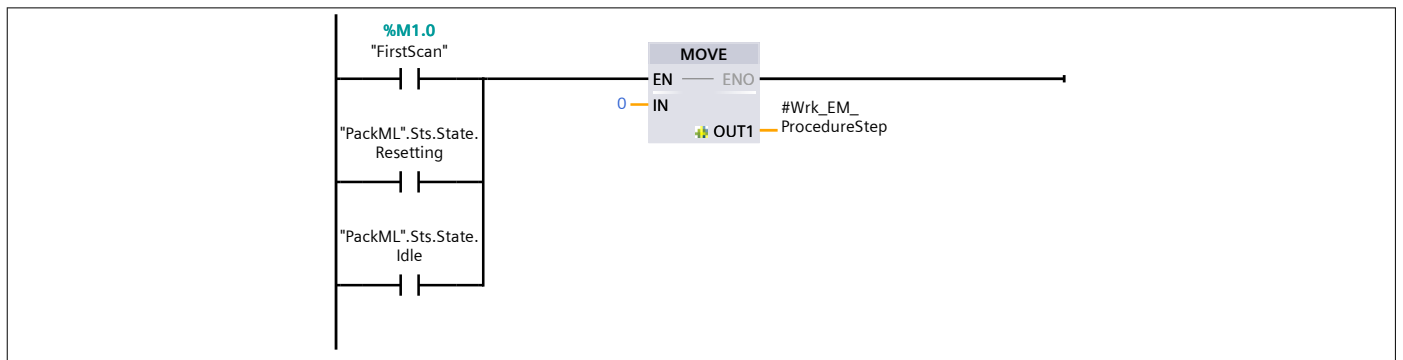 %M1.0
"FirstScan"
MOVE
EN
ENO
0
IN
#Wrk_EM_
ProcedureStep
OUT1
"PackML".Sts.State.
Resetting
"PackML".Sts.State.
Idle